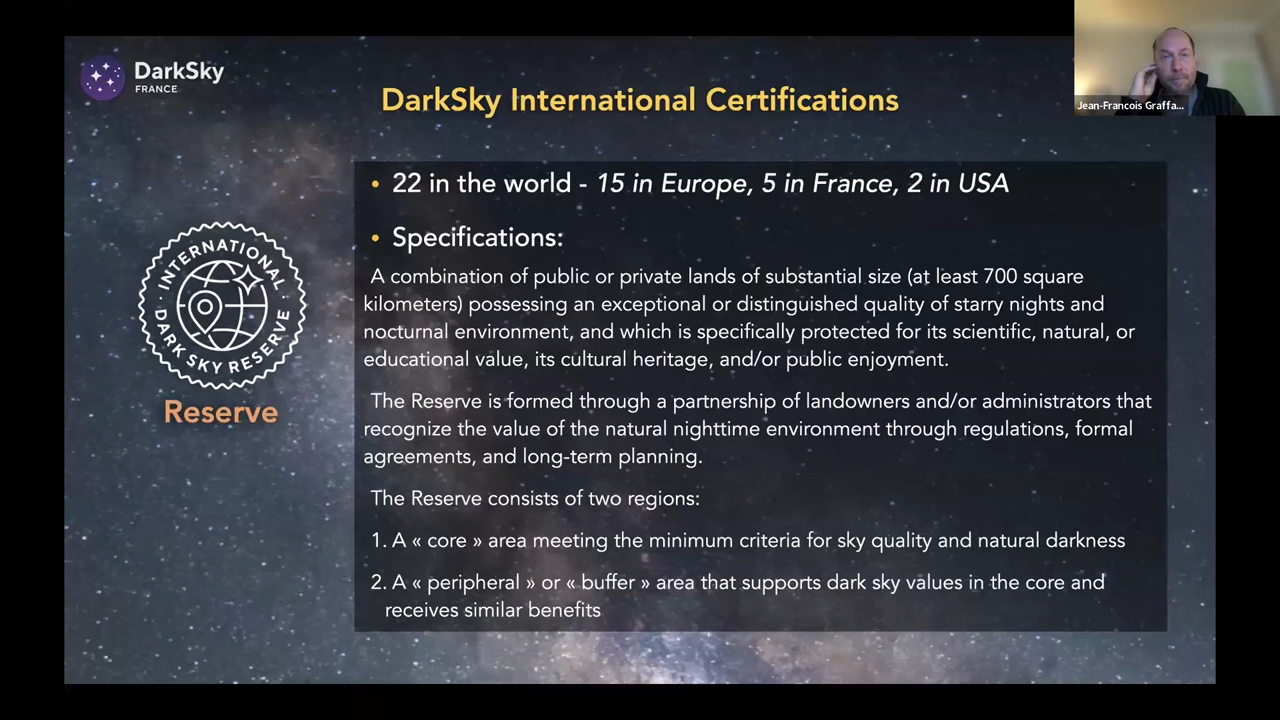 DarkSky
FRANCE
DarkSky International Certifications
Jean-Francois Graffa...
• 22 in the world - 15 in Europe, 5 in France, 2 in USA
• Specifications:
A combination of public or private lands of substantial size (at least 700 square
kilometers) possessing an exceptional or distinguished quality of starry nights and
nocturnal environment, and which is specifically protected for its scientific, natural, or
educational value, its cultural heritage, and/or public enjoyment.
INTERNATIONAL
DARK SKY RESERVE
Reserve
The Reserve is formed through a partnership of landowners and/or administrators that
recognize the value of the natural nighttime environment through regulations, formal
agreements, and long-term planning.
The Reserve consists of two regions:
1. A « core » area meeting the minimum criteria for sky quality and natural darkness
2. A « peripheral » or « buffer » area that supports dark sky values in the core and
receives similar benefits